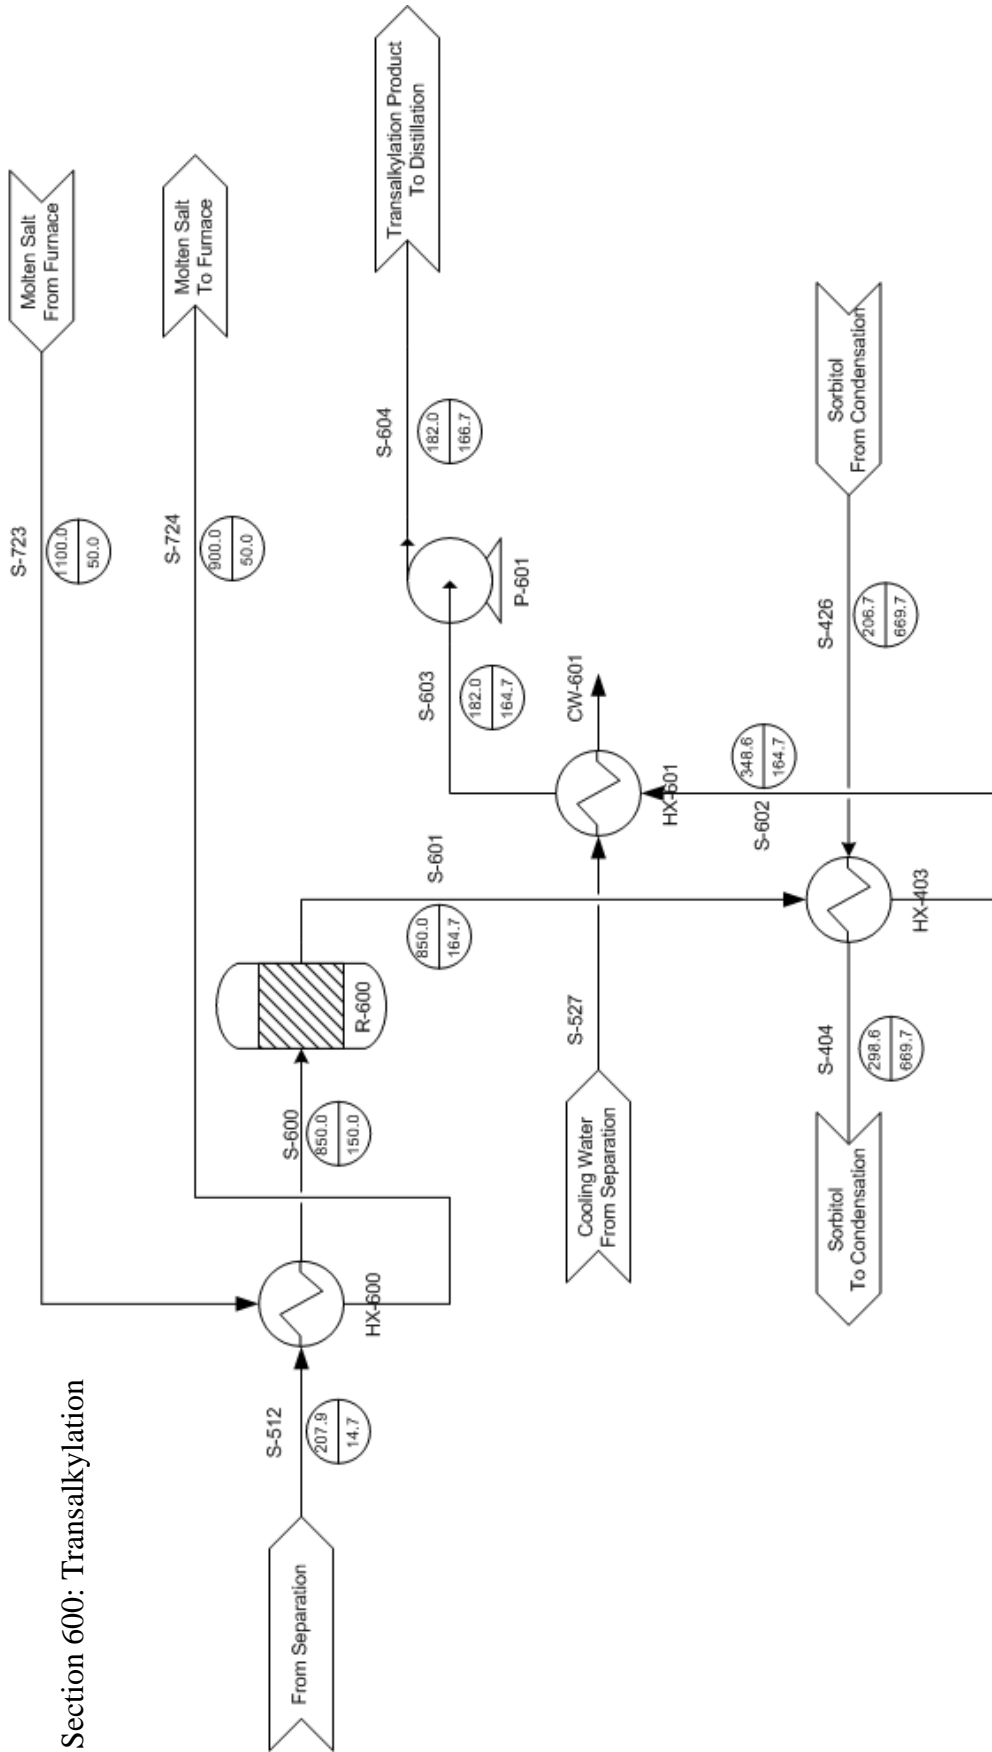 Section 600: Transalkylation
Molten Salt
From Furnace
S-723
1100.0
50.0
Molten Salt
To Furnace
S-724
900.0
50.0
From Separation
S-512
207.9
14.7
HX-600
S-600
850.0
150.0
R-600
S-601
850.0
164.7
Transalkylation Product
To Distillation
S-604
182.0
166.7
P-601
S-603
182.0
164.7
Cooling Water
From Separation
S-527
CW-601
HX-601
S-602
348.6
164.7
Sorbitol
From Condensation
S-426
206.7
669.7
HX-403
S-404
298.6
669.7
Sorbitol
To Condensation